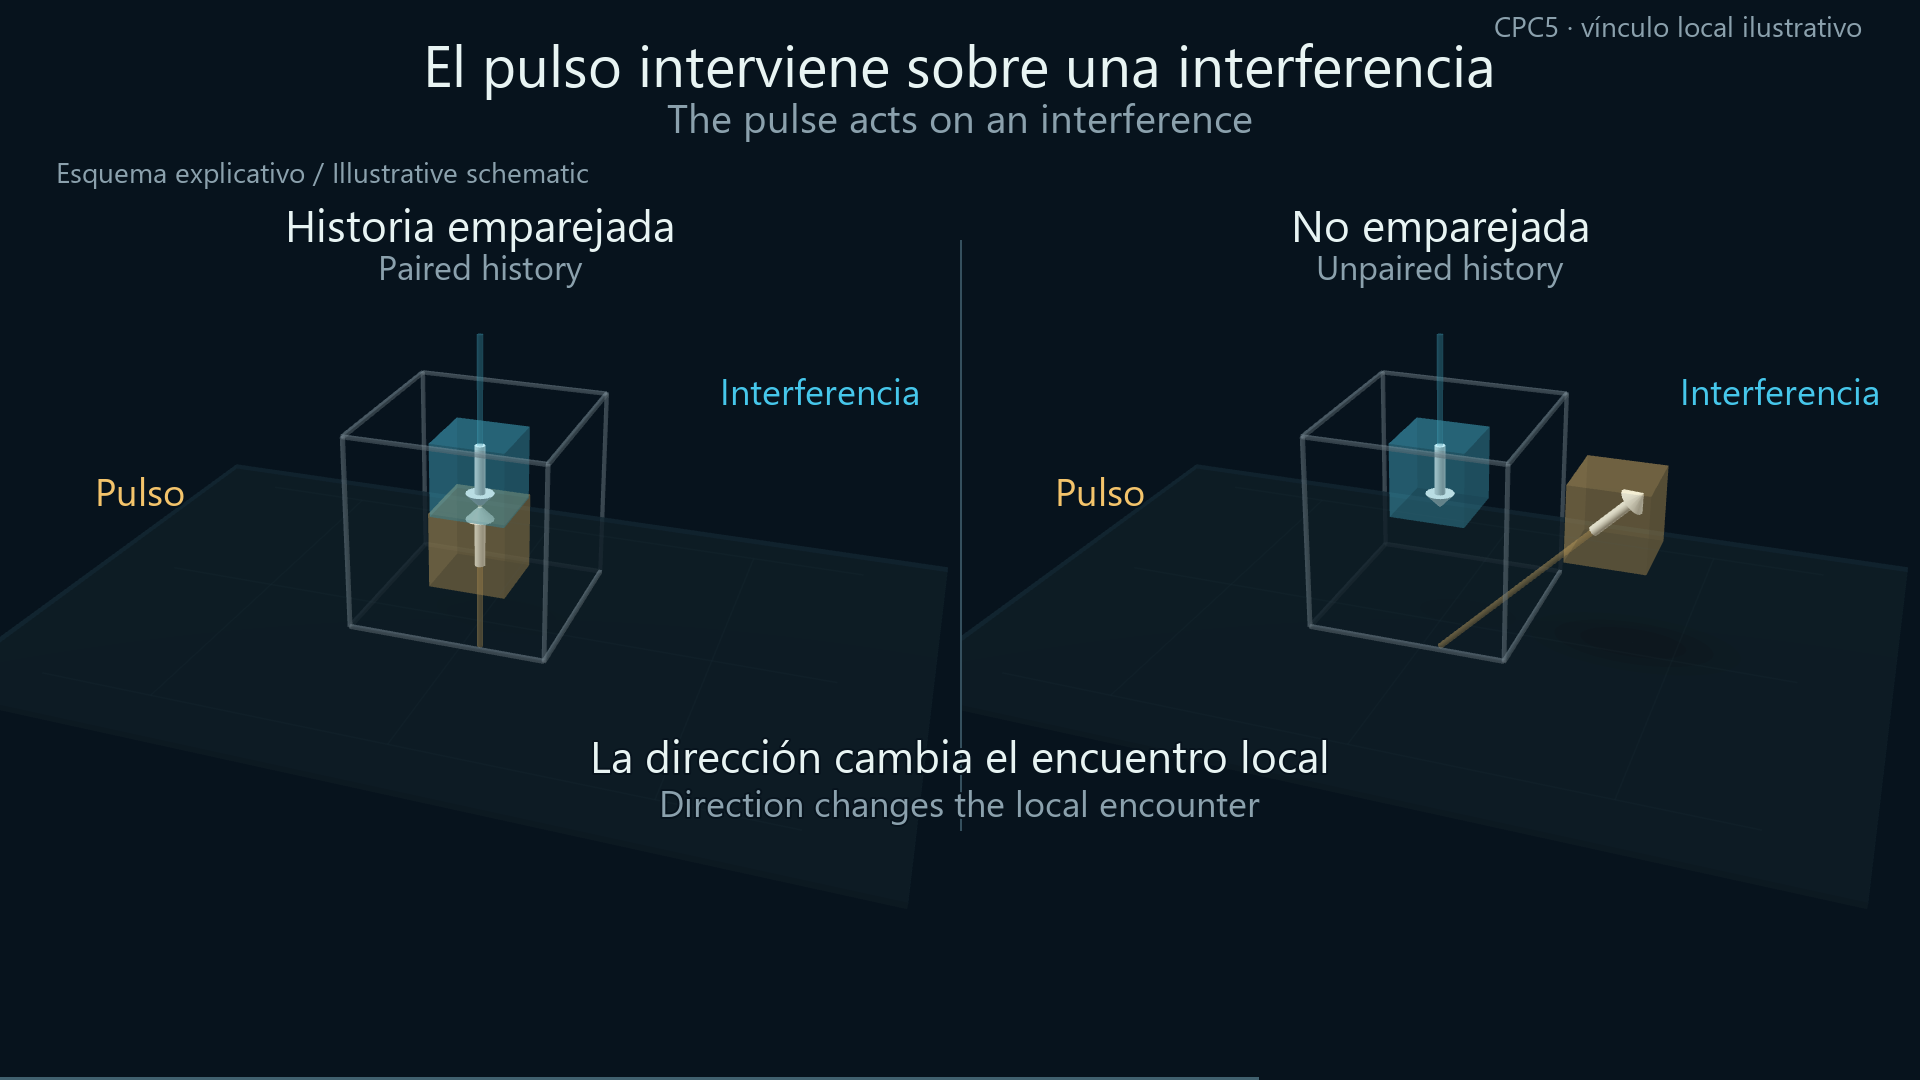 CPC5 · vínculo local ilustrativo
El pulso interviene sobre una interferencia
The pulse acts on an interference
Esquema explicativo / Illustrative schematic
Historia emparejada
Paired history
Interferencia
Pulso
No emparejada
Unpaired history
Interferencia
Pulso
La dirección cambia el encuentro local
Direction changes the local encounter